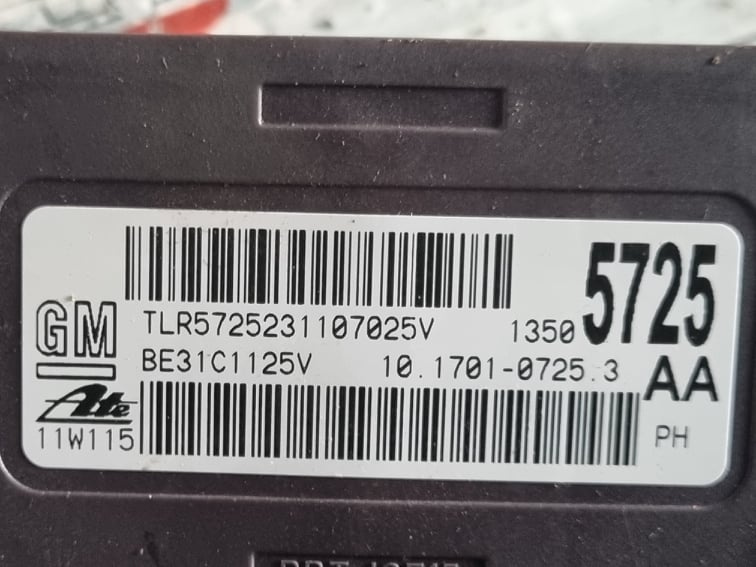 GM
TLR5725231107025V
1350 5725
BE31C1125V
10.1701-0725.3
AA
Ate
11W115
PH